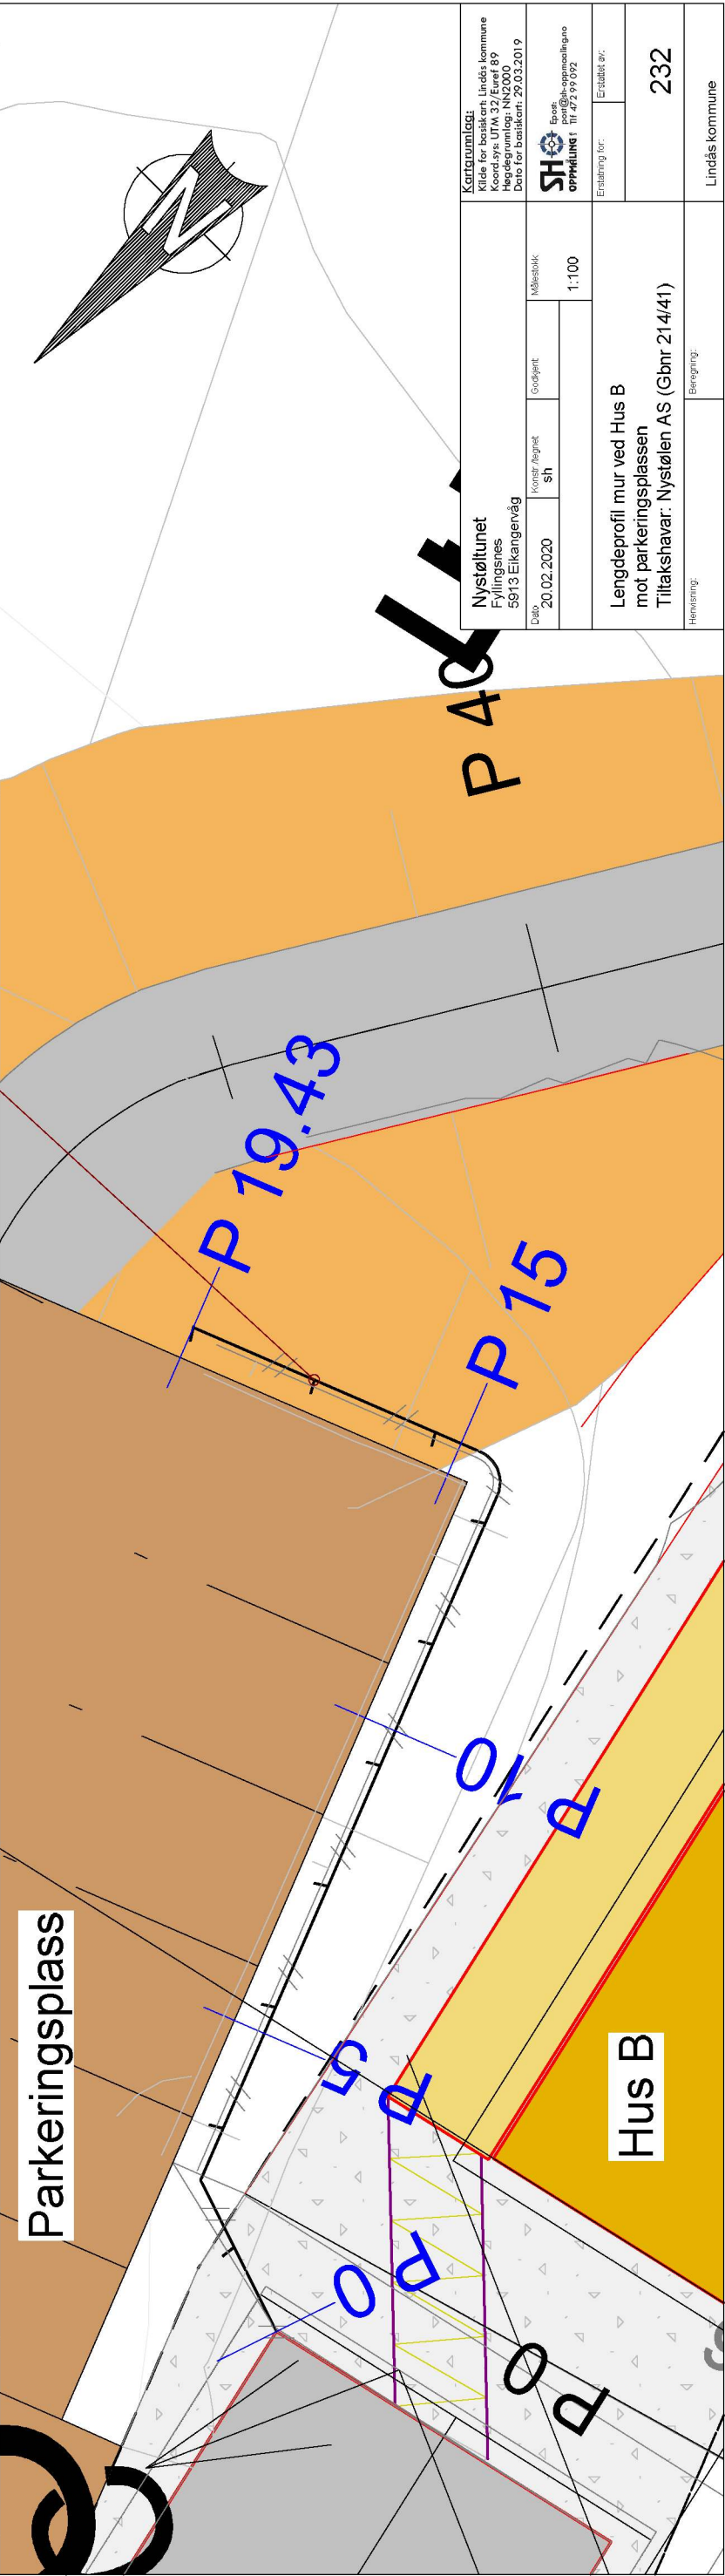 Parkeringsplass
Hus B
P 0
P 5
P 10
P 15
P 19.43
P 0
P 40
N
Nystøltunet
Fyllingsnes
5913 Eikangervåg
Kartgrunnlag:
Kilde for basiskart: Lindås kommune
Koord.sys: UTM 32/Euref 89
Høgdegrunnlag: NN2000
Dato for basiskart: 29.03.2019
Dato
20.02.2020
Konstr./tegnet
sh
Godkjent
Målestokk
1:100
SH
OPPMÅLING
Epost:
post@sh-oppmaaling.no
Tlf 472 99 092
Lengdeprofil mur ved Hus B
mot parkeringsplassen
Tiltakshavar: Nystølen AS (Gbnr 214/41)
Erstatning for:
Erstattet av:
232
Henvisning:
Beregning:
Lindås kommune